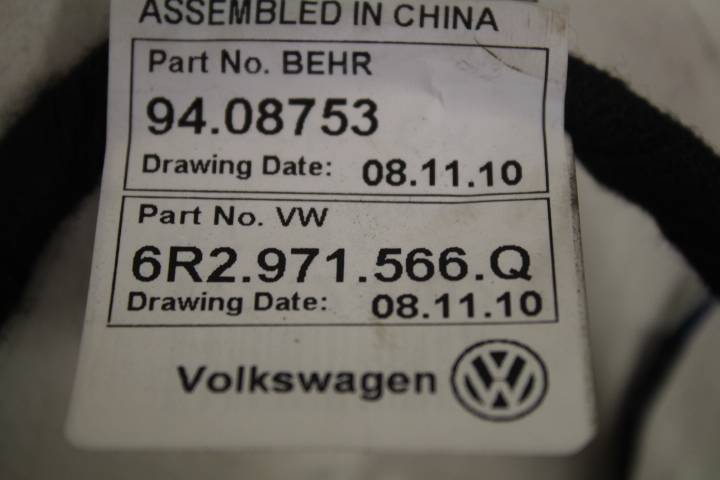 ASSEMBLED IN CHINA
Part No. BEHR
94.08753
Drawing Date: 08.11.10
Part No. VW
6R2.971.566.Q
Drawing Date: 08.11.10
Volkswagen